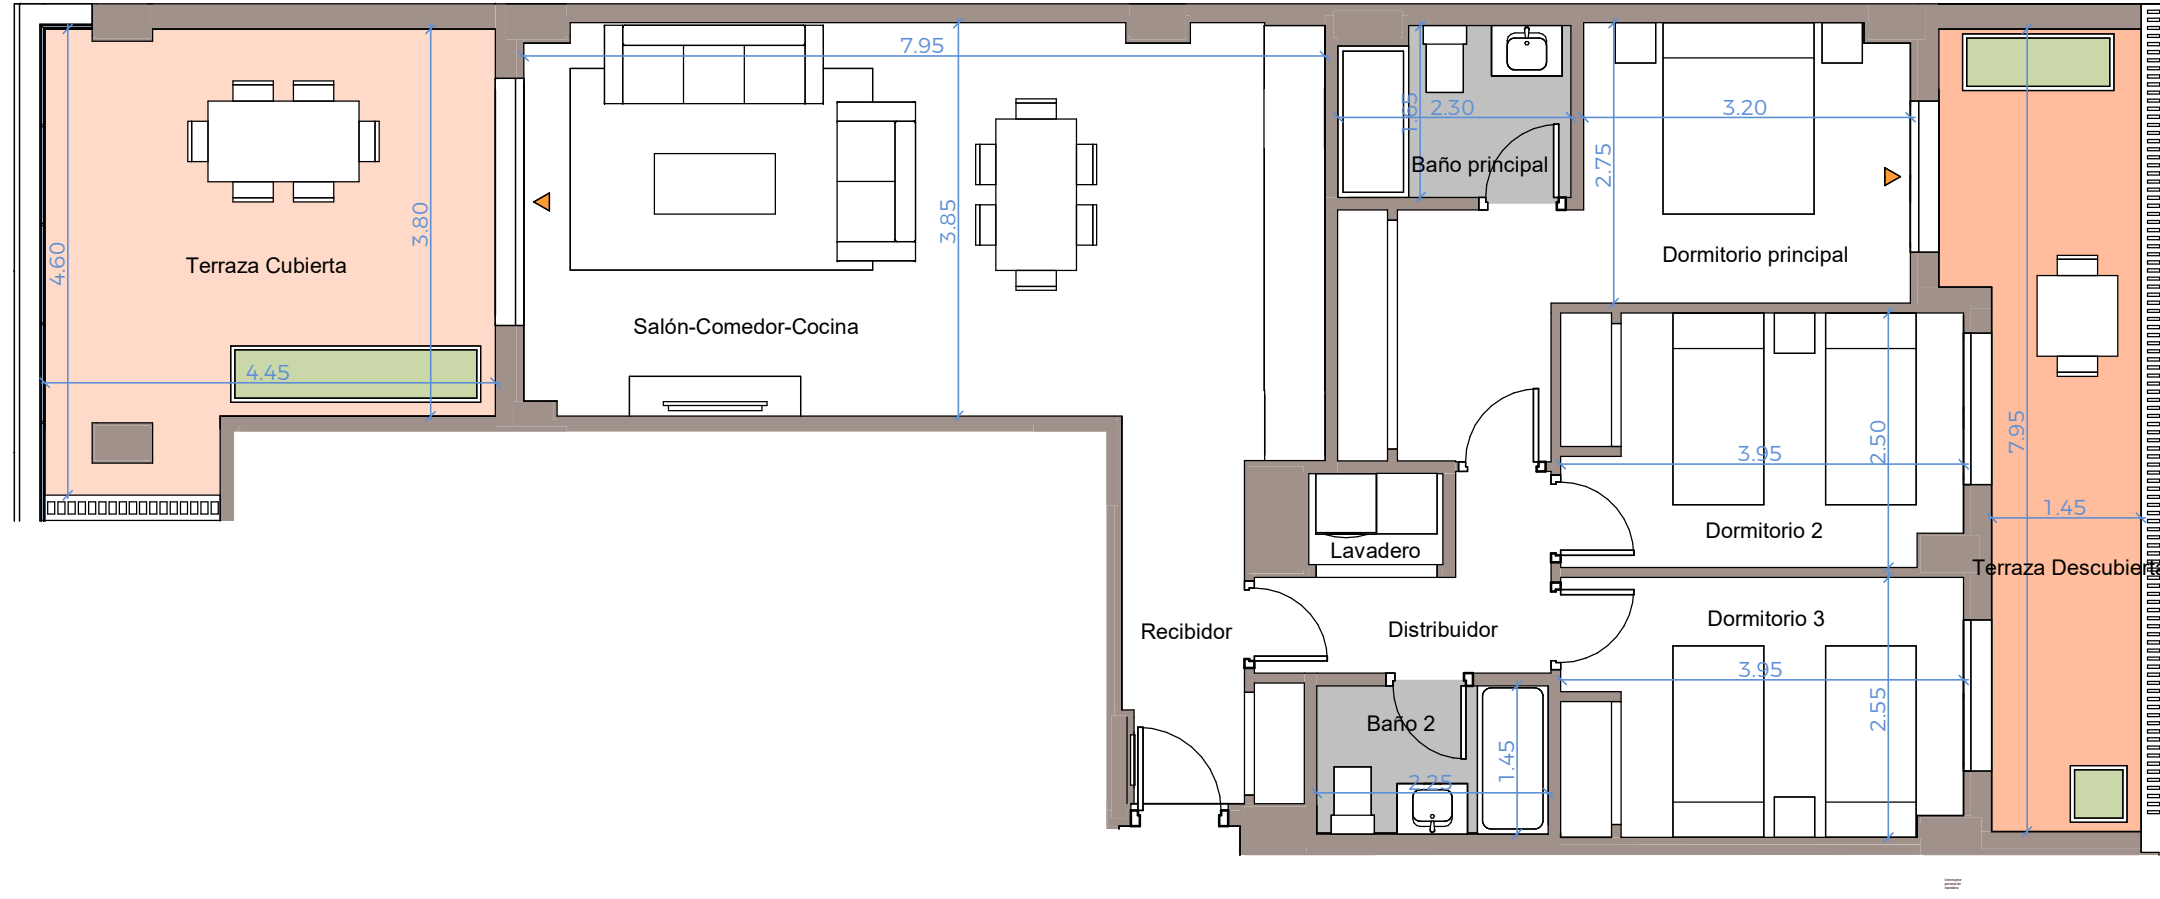 7.95
2.30
1.65
3.20
Baño principal
2.75
3.80
3.85
4.60
Terraza Cubierta
Dormitorio principal
Salón-Comedor-Cocina
4.45
3.95
2.50
7.95
1.45
Dormitorio 2
Lavadero
Terraza Descubierta
Recibidor
Distribuidor
Dormitorio 3
3.95
2.55
Baño 2
1.45
2.25